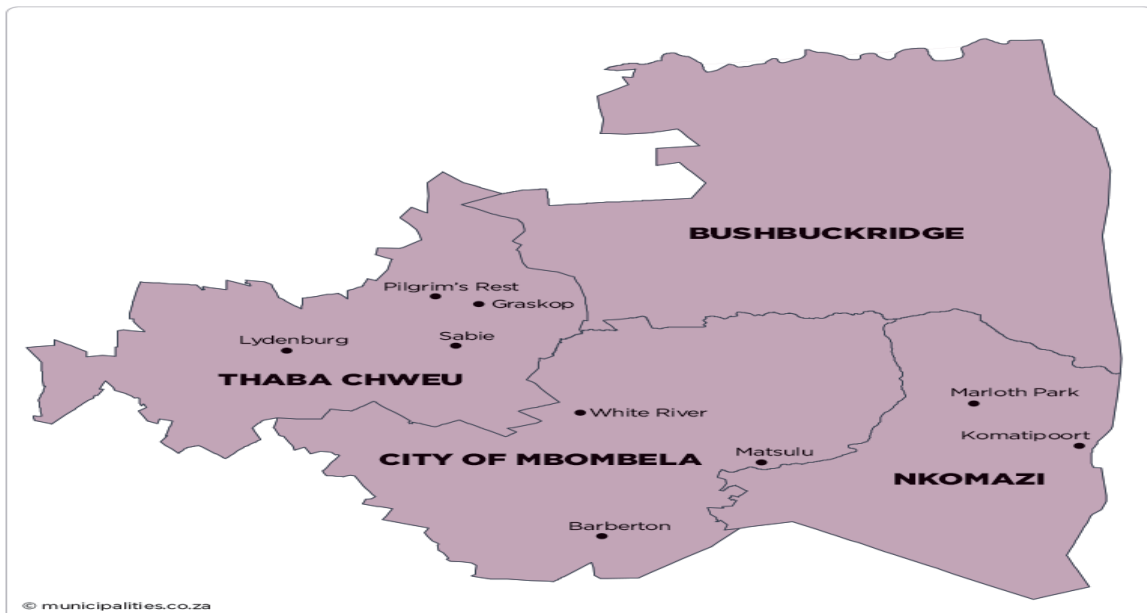 BUSHBUCKRIDGE
Pilgrim's Rest
Graskop
Lydenburg
Sabie
THABA CHWEU
Marloth Park
White River
Komatipoort
CITY OF MBOMBELA
Matsulu
NKOMAZI
Barberton
© municipalities.co.za